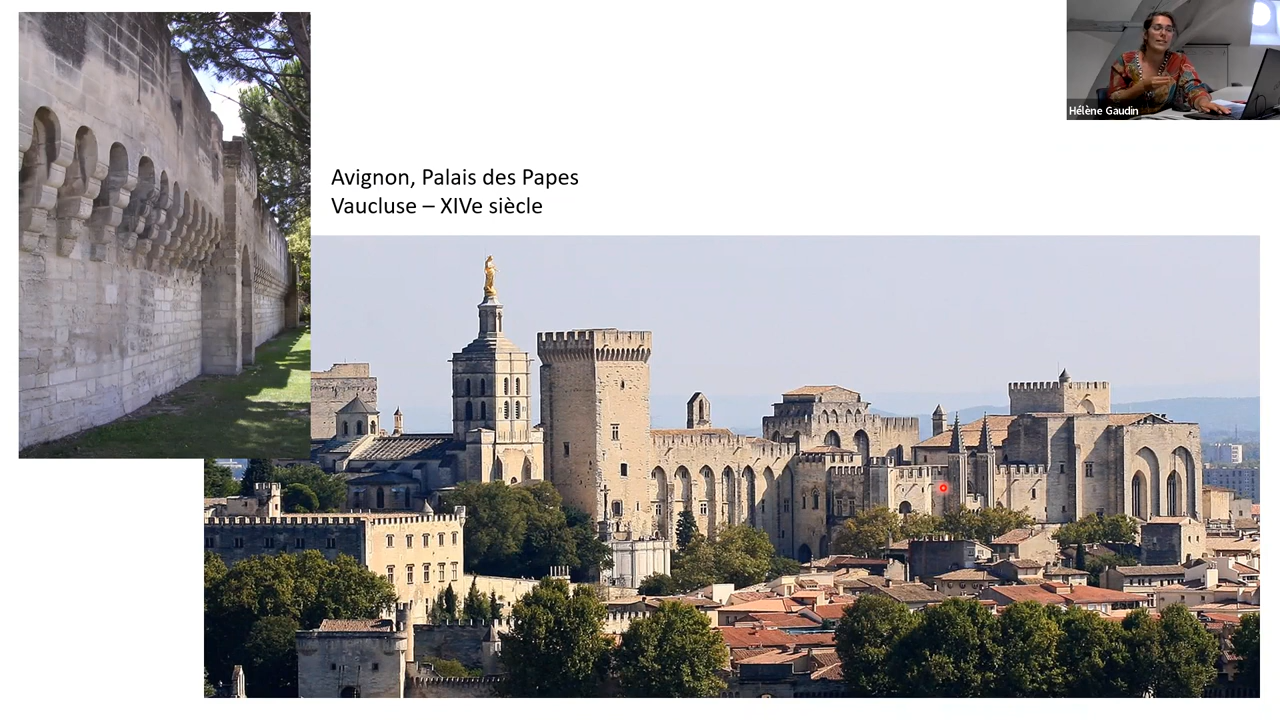 Hélène Gaudin
Avignon, Palais des Papes
Vaucluse – XIVe siècle